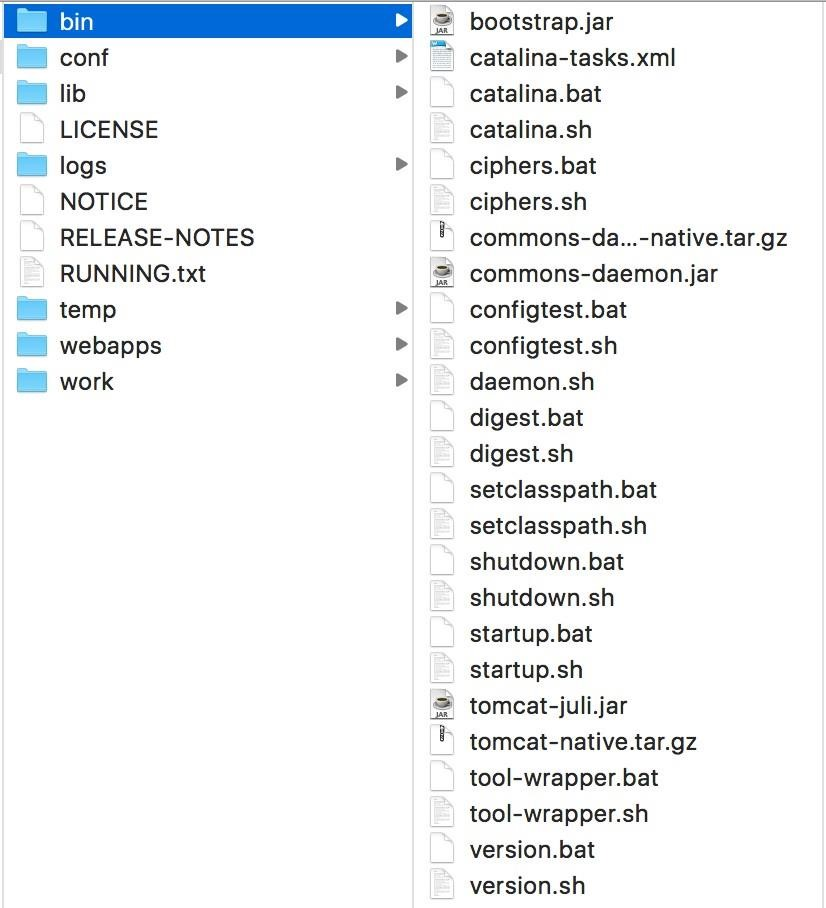 bin
conf
lib
LICENSE
logs
NOTICE
RELEASE-NOTES
RUNNING.txt
temp
webapps
work
JAR
bootstrap.jar
catalina-tasks.xml
catalina.bat
catalina.sh
ciphers.bat
ciphers.sh
commons-da...-native.tar.gz
JAR
commons-daemon.jar
configtest.bat
configtest.sh
daemon.sh
digest.bat
digest.sh
setclasspath.bat
setclasspath.sh
shutdown.bat
shutdown.sh
startup.bat
startup.sh
JAR
tomcat-juli.jar
tomcat-native.tar.gz
tool-wrapper.bat
tool-wrapper.sh
version.bat
version.sh